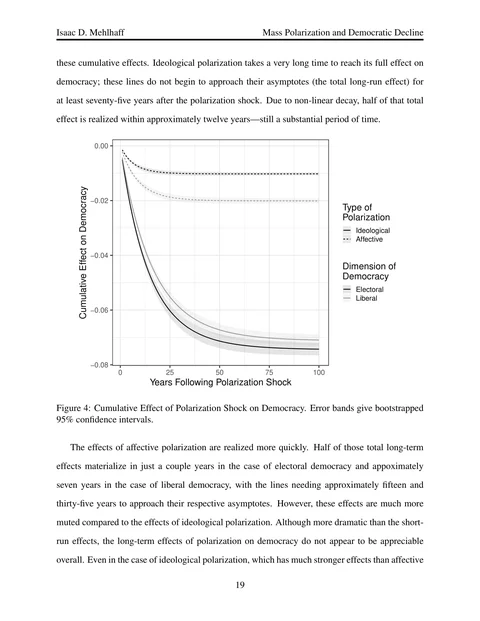 Isaac D. Mehlhaff Mass Polarization and Democratic Decline
these cumulative effects. Ideological polarization takes a very long time to reach its full effect on
democracy; these lines do not begin to approach their asymptotes (the total long-run effect) for
at least seventy-five years after the polarization shock. Due to non-linear decay, half of that total
effect is realized within approximately twelve years—still a substantial period of time.
0.00
−0.02
−0.04
−0.06
−0.08
Cumulative Effect on Democracy
0 25 50 75 100
Years Following Polarization Shock
Type of
Polarization
Ideological
Affective
Dimension of
Democracy
Electoral
Liberal
Figure 4: Cumulative Effect of Polarization Shock on Democracy. Error bands give bootstrapped
95% confidence intervals.
The effects of affective polarization are realized more quickly. Half of those total long-term
effects materialize in just a couple years in the case of electoral democracy and appoximately
seven years in the case of liberal democracy, with the lines needing approximately fifteen and
thirty-five years to approach their respective asymptotes. However, these effects are much more
muted compared to the effects of ideological polarization. Although more dramatic than the short-
run effects, the long-term effects of polarization on democracy do not appear to be appreciable
overall. Even in the case of ideological polarization, which has much stronger effects than affective
19